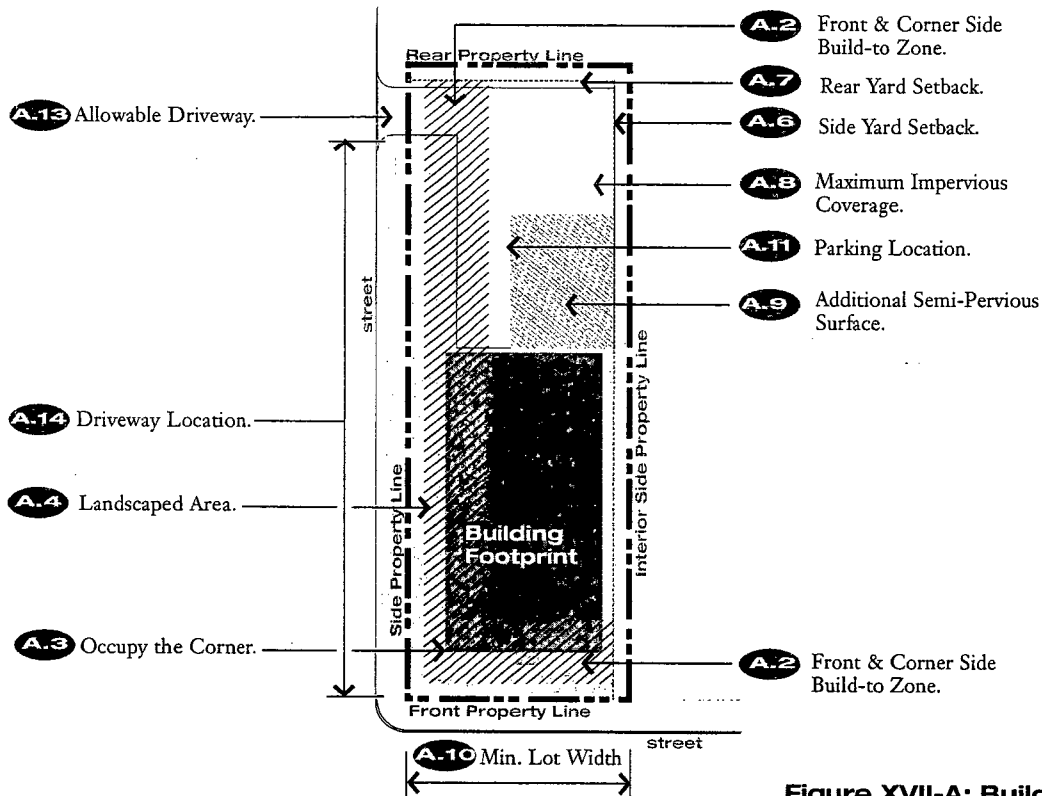 A.2 Front & Corner Side
Build-to Zone.
Rear Property Line
A.7 Rear Yard Setback.
A.13 Allowable Driveway.
A.6 Side Yard Setback.
A.8 Maximum Impervious
Coverage.
A.11 Parking Location.
street
A.9 Additional Semi-Pervious
Surface.
Interior Side Property Line
A.14 Driveway Location.
Side Property Line
A.4 Landscaped Area.
Building
Footprint
A.3 Occupy the Corner.
A.2 Front & Corner Side
Build-to Zone.
Front Property Line
street
A.10 Min. Lot Width
Figure XVII-A: Build